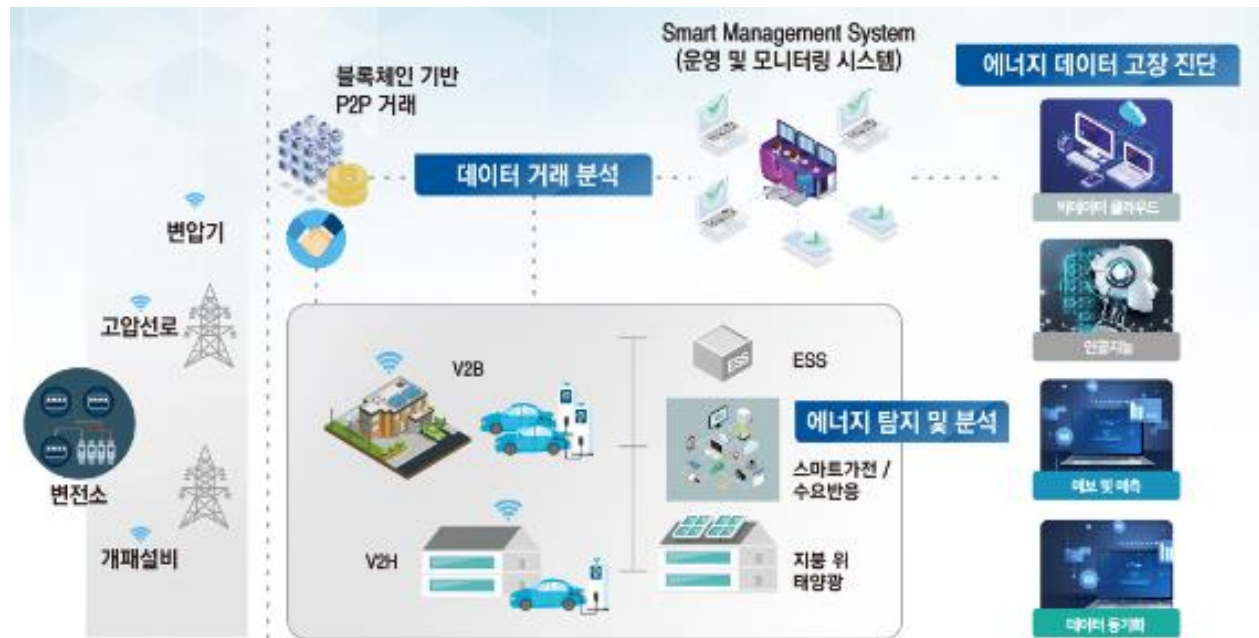 Smart Management System
(운영 및 모니터링 시스템)
에너지 데이터 고장 진단
블록체인 기반
P2P 거래
데이터 거래 분석
빅데이터 클라우드
변압기
고압선로
인공지능
V2B
ESS
ESS
에너지 탐지 및 분석
스마트가전 /
수요반응
예보 및 예측
변전소
개패설비
V2H
지붕 위
태양광
데이터 동기화